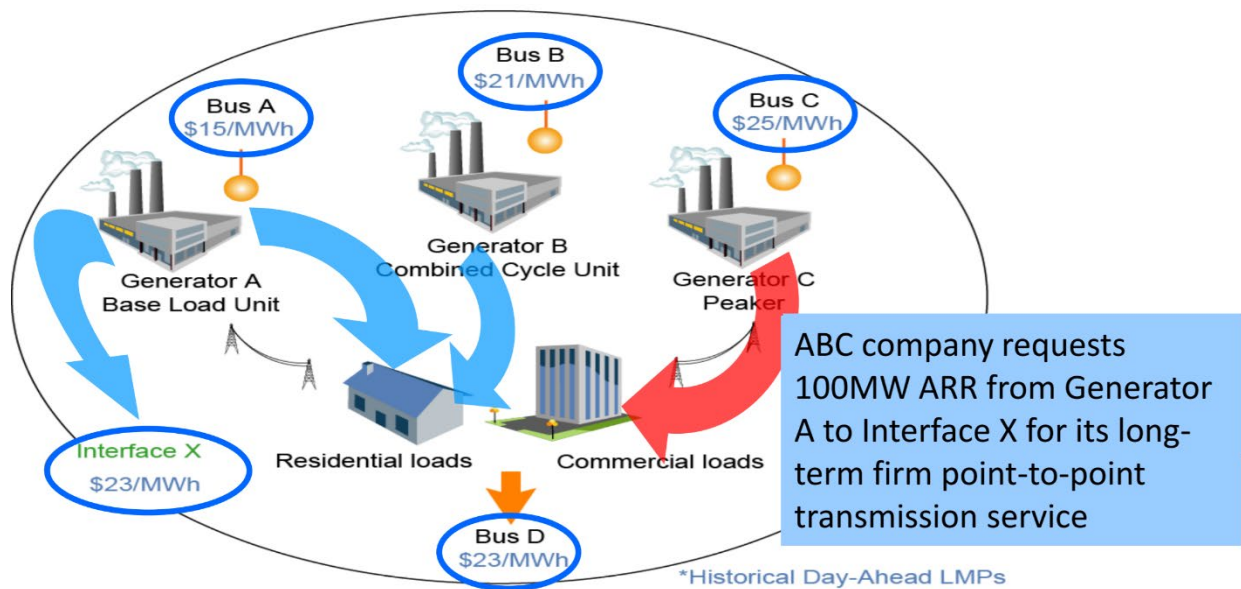 Bus B
$21/MWh
Bus A
$15/MWh
Bus C
$25/MWh
Generator A
Base Load Unit
Generator B
Combined Cycle Unit
Generator C
Peaker
ABC company requests
100MW ARR from Generator
A to Interface X for its long-
term firm point-to-point
transmission service
Interface X
$23/MWh
Residential loads
Commercial loads
Bus D
$23/MWh
*Historical Day-Ahead LMPs